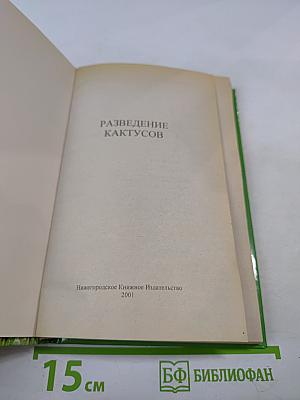 РАЗВЕДЕНИЕ
КАКТУСОВ
Нижегородское Книжное Издательство
2001
15 см
БФ БИБЛИОФАН